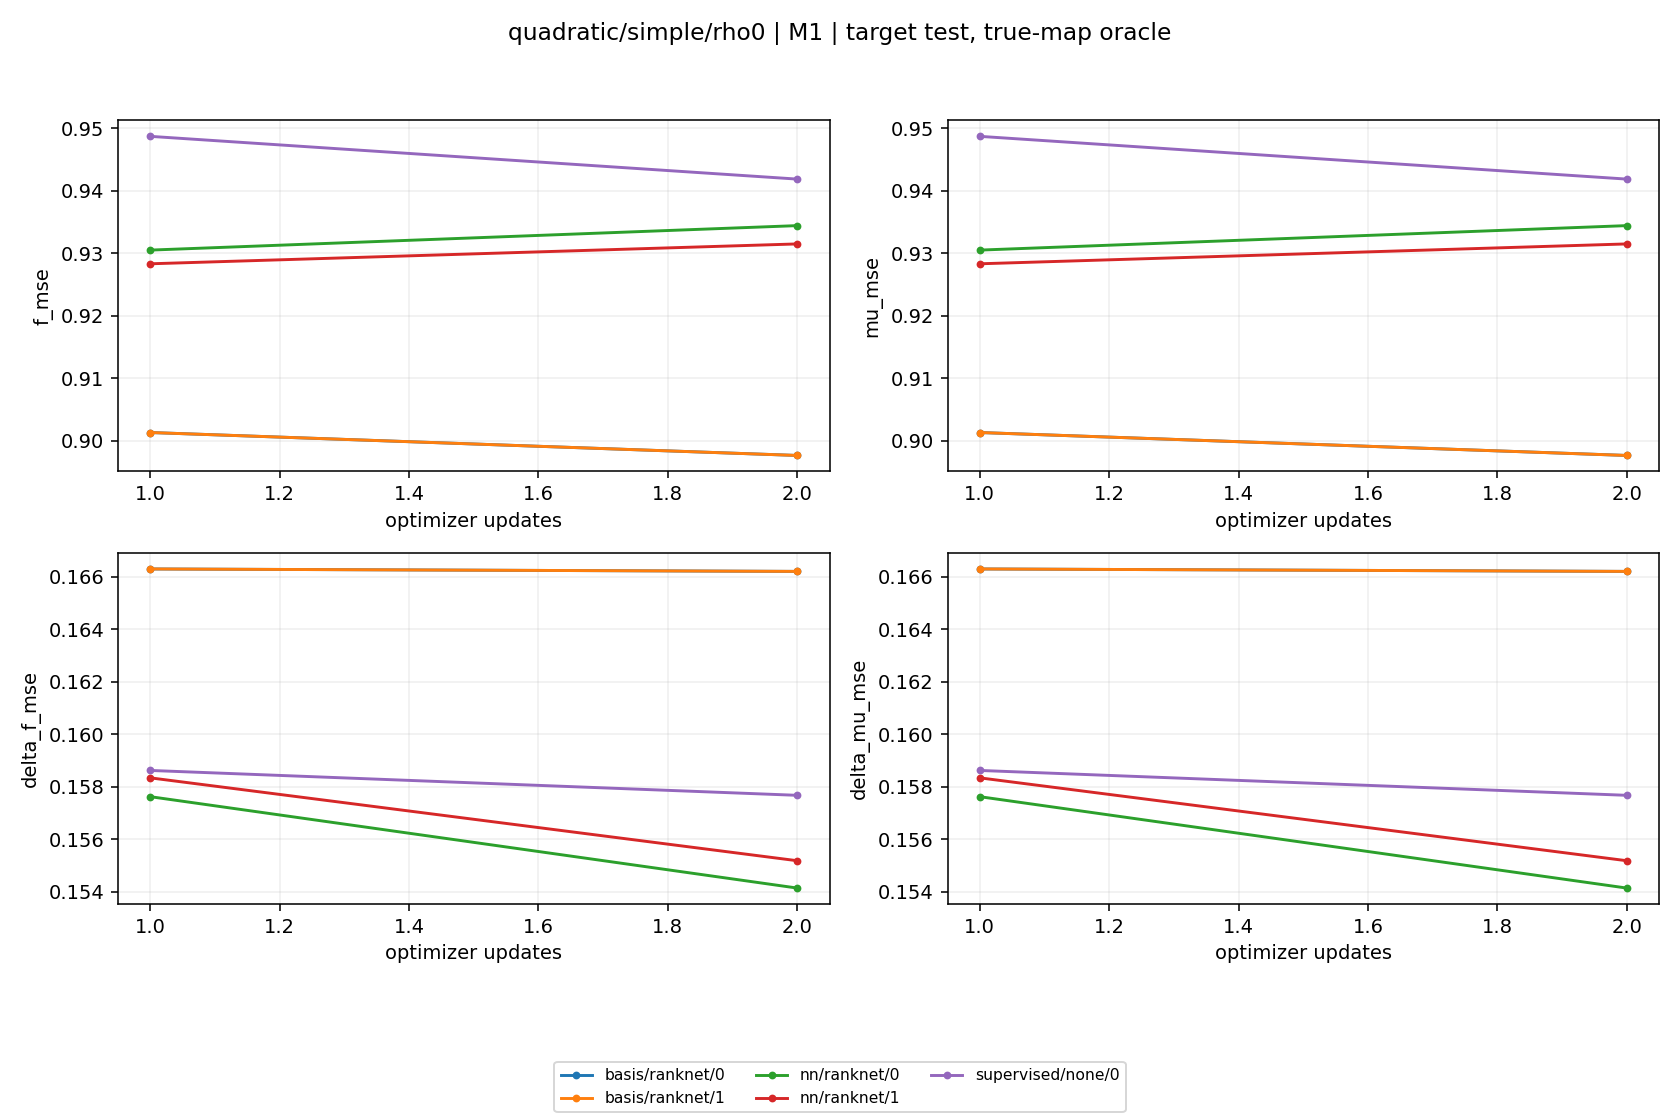 quadratic/simple/rho0 | M1 | target test, true-map oracle
f_mse
0.95
0.94
0.93
0.92
0.91
0.90
1.0 1.2 1.4 1.6 1.8 2.0
optimizer updates
mu_mse
0.95
0.94
0.93
0.92
0.91
0.90
1.0 1.2 1.4 1.6 1.8 2.0
optimizer updates
delta_f_mse
0.166
0.164
0.162
0.160
0.158
0.156
0.154
1.0 1.2 1.4 1.6 1.8 2.0
optimizer updates
delta_mu_mse
0.166
0.164
0.162
0.160
0.158
0.156
0.154
1.0 1.2 1.4 1.6 1.8 2.0
optimizer updates
basis/ranknet/0 nn/ranknet/0 supervised/none/0
basis/ranknet/1 nn/ranknet/1